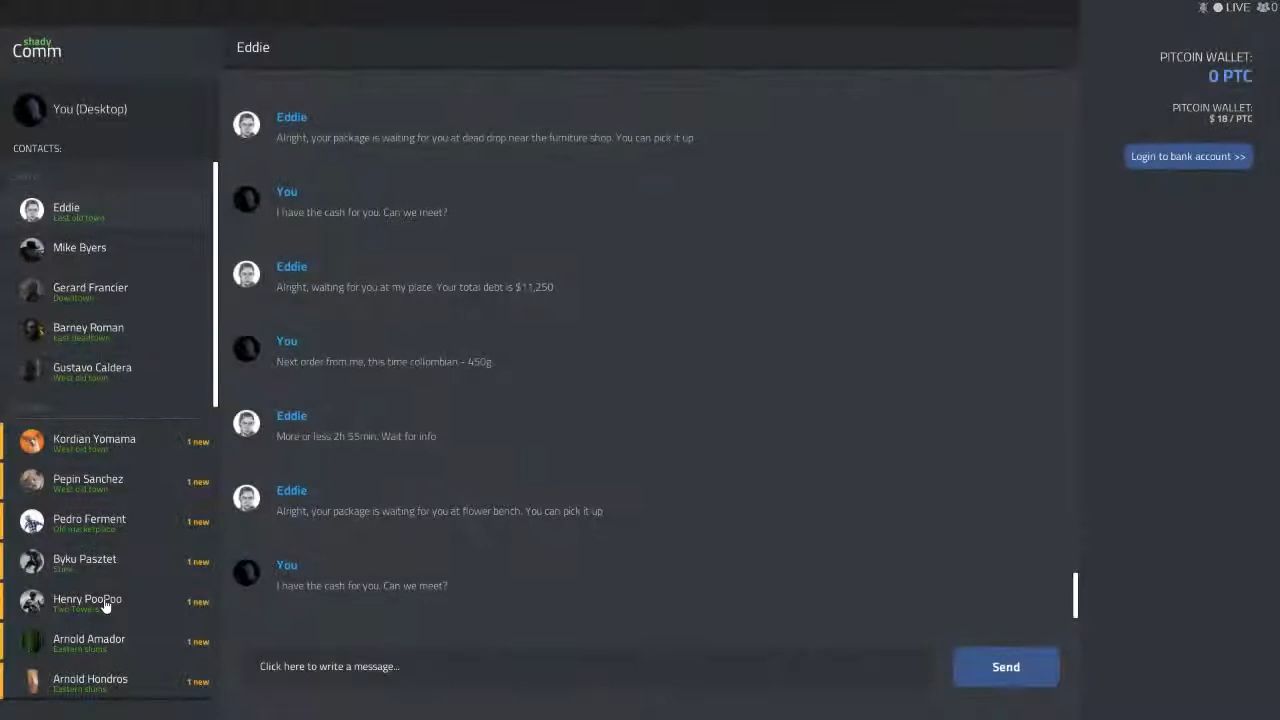 LIVE 0
shady
Comm
Eddie
PITCOIN WALLET:
0 PTC
You (Desktop)
PITCOIN WALLET:
$ 18 / PTC
CONTACTS:
Login to bank account >>
Eddie
East old town
Mike Byers
Gerard Francier
Downtown
Barney Roman
East deadtown
Gustavo Caldera
West old town
Kordian Yomama
West old town
1 new
Pepin Sanchez
West old town
1 new
Pedro Ferment
Old marketplace
1 new
Byku Pasztet
1 new
Henry PooPoo
Two Towers
1 new
Arnold Amador
Eastern slums
1 new
Arnold Hondros
Eastern slums
1 new
Eddie
Alright, your package is waiting for you at dead drop near the furniture shop. You can pick it up
You
I have the cash for you. Can we meet?
Eddie
Alright, waiting for you at my place. Your total debt is $11,250
You
Next order from me, this time collombian - 450g.
Eddie
More or less 2h 55min. Wait for info
Eddie
Alright, your package is waiting for you at flower bench. You can pick it up
You
I have the cash for you. Can we meet?
Click here to write a message...
Send